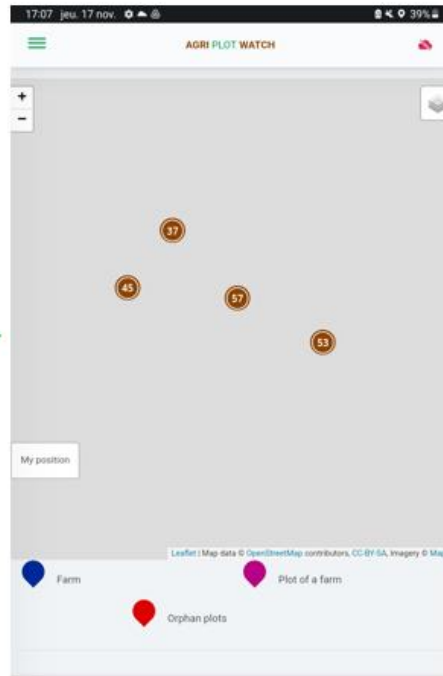 17:07 jeu. 17 nov. 39%
AGRI PLOT WATCH
+
−
37
45
57
53
My position
Leaflet | Map data © OpenStreetMap contributors, CC-BY-SA, Imagery © Map
Farm
Plot of a farm
Orphan plots